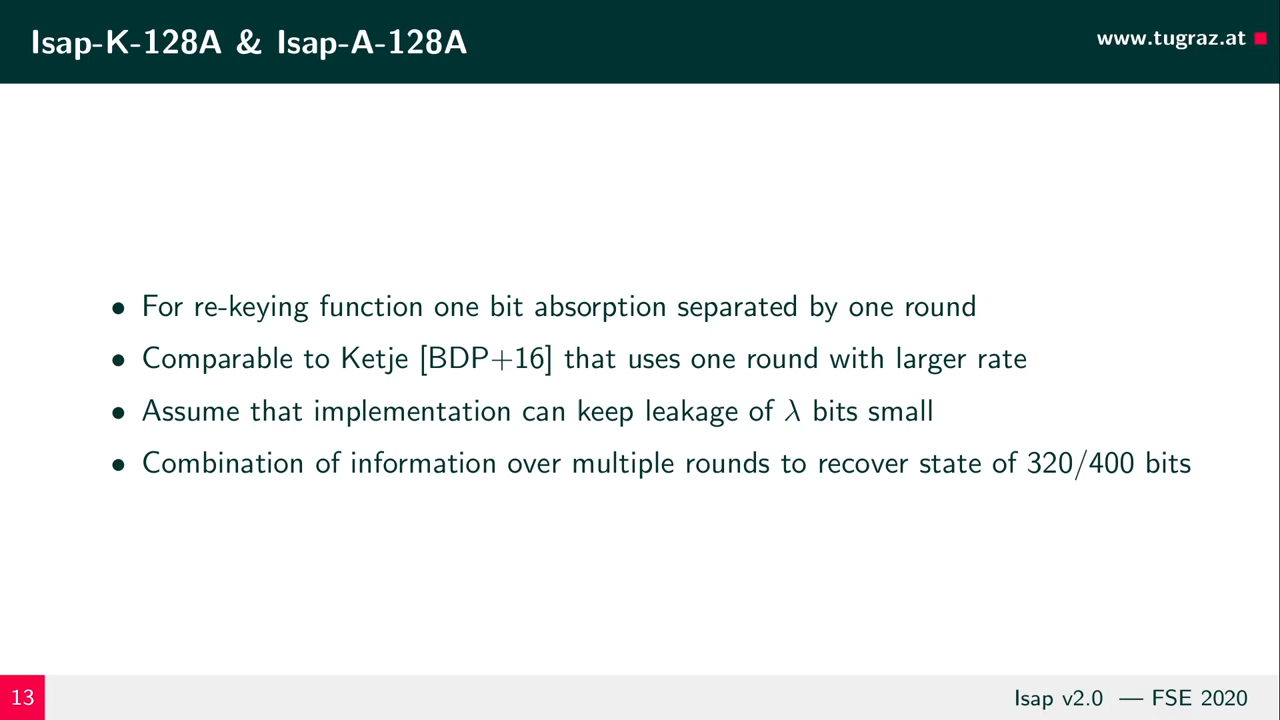 Isap-K-128A & Isap-A-128A
www.tugraz.at
• For re-keying function one bit absorption separated by one round
• Comparable to Ketje [BDP+16] that uses one round with larger rate
• Assume that implementation can keep leakage of λ bits small
• Combination of information over multiple rounds to recover state of 320/400 bits
13
Isap v2.0 — FSE 2020